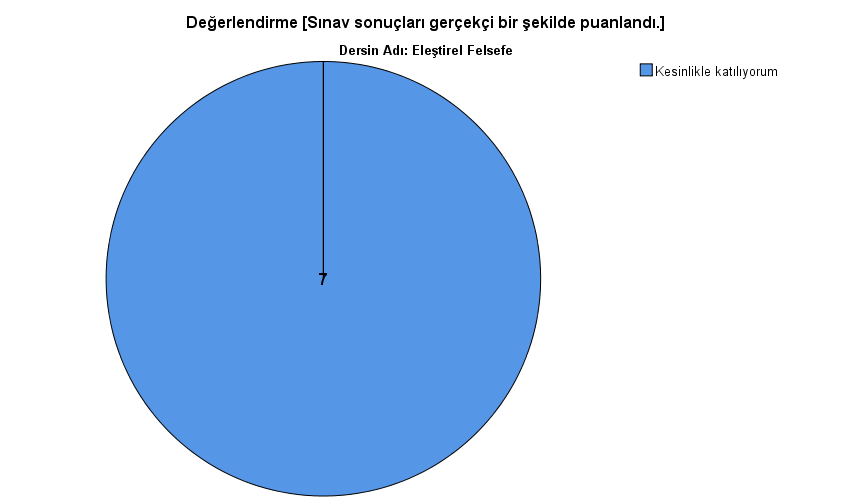 Değerlendirme [Sınav sonuçları gerçekçi bir şekilde puanlandı.]
Dersin Adı: Eleştirel Felsefe
Kesinlikle katılıyorum
7